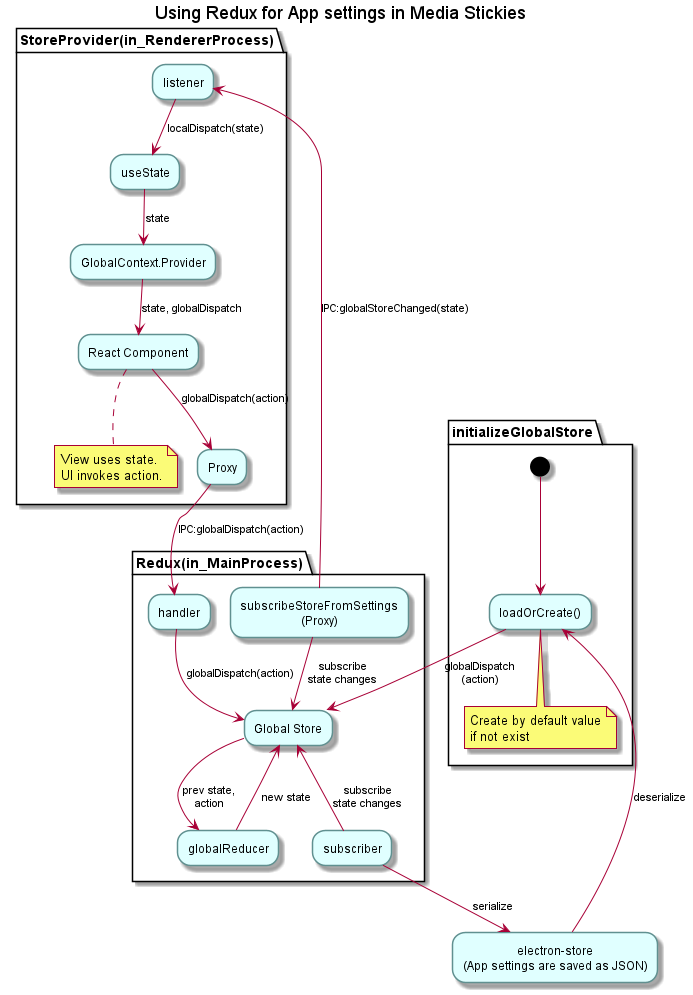 Using Redux for App settings in Media Stickies
StoreProvider(in_RendererProcess)
listener
localDispatch(state)
useState
state
GlobalContext.Provider
IPC:globalStoreChanged(state)
state, globalDispatch
React Component
globalDispatch(action)
View uses state.
UI invokes action.
Proxy
initializeGlobalStore
IPC:globalDispatch(action)
Redux(in_MainProcess)
handler
subscribeStoreFromSettings
(Proxy)
loadOrCreate()
globalDispatch(action)
subscribe
state changes
globalDispatch
(action)
Global Store
Create by default value
if not exist
prev state,
action
new state
subscribe
state changes
deserialize
globalReducer
subscriber
serialize
electron-store
(App settings are saved as JSON)